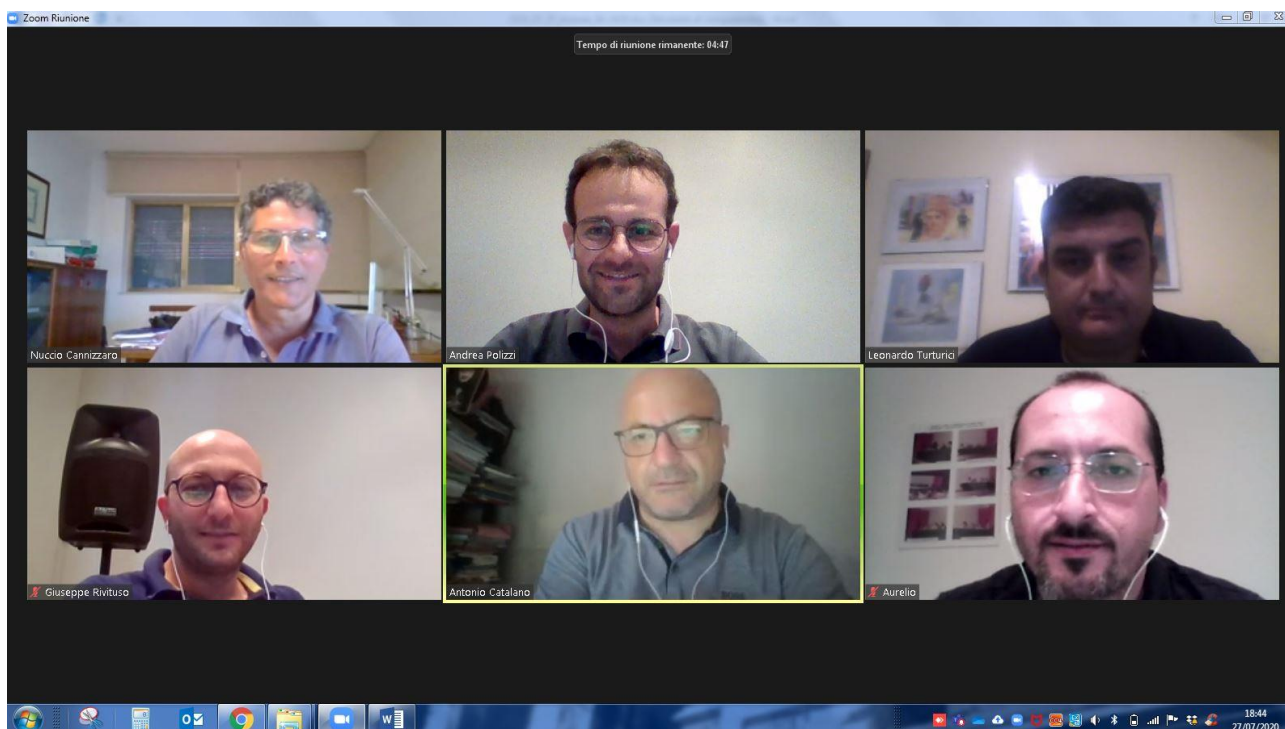 Zoom Riunione
Tempo di riunione rimanente: 04:47
Nuccio Cannizzaro
Andrea Polizzi
Leonardo Turturici
Giuseppe Rivituso
Antonio Catalano
Aurelio
18:44
27/07/2020